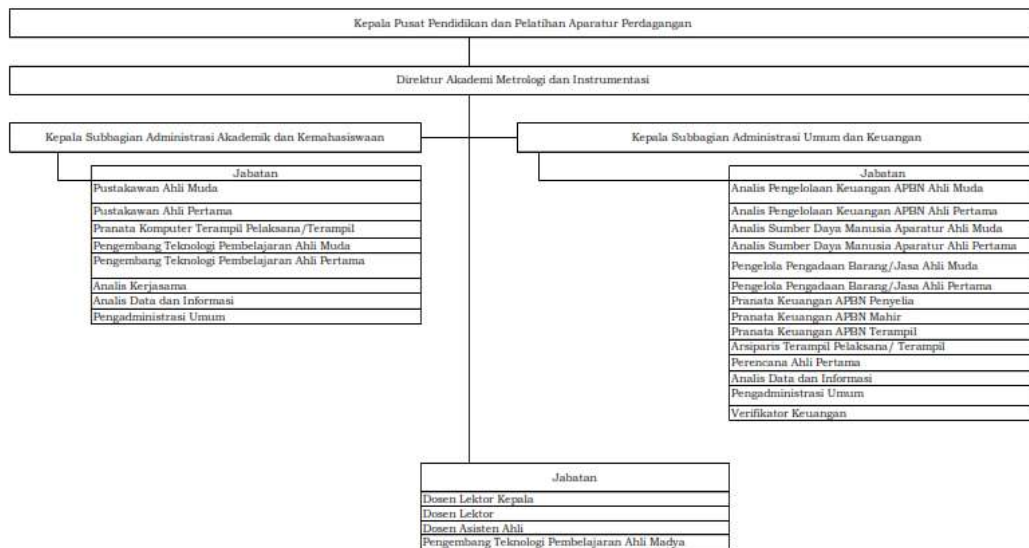 Kepala Pusat Pendidikan dan Pelatihan Aparatur Perdagangan
Direktur Akademi Metrologi dan Instrumentasi
Kepala Subbagian Administrasi Akademik dan Kemahasiswaan
Jabatan
Pustakawan Ahli Muda
Pustakawan Ahli Pertama
Pranata Komputer Terampil Pelaksana/Terampil
Pengembang Teknologi Pembelajaran Ahli Muda
Pengembang Teknologi Pembelajaran Ahli Pertama
Analis Kerjasama
Analis Data dan Informasi
Pengadministrasi Umum
Kepala Subbagian Administrasi Umum dan Keuangan
Jabatan
Analis Pengelolaan Keuangan APBN Ahli Muda
Analis Pengelolaan Keuangan APBN Ahli Pertama
Analis Sumber Daya Manusia Aparatur Ahli Muda
Analis Sumber Daya Manusia Aparatur Ahli Pertama
Pengelola Pengadaan Barang/Jasa Ahli Muda
Pengelola Pengadaan Barang/Jasa Ahli Pertama
Pranata Keuangan APBN Penyelia
Pranata Keuangan APBN Mahir
Pranata Keuangan APBN Terampil
Arsiparis Terampil Pelaksana/ Terampil
Perencana Ahli Pertama
Analis Data dan Informasi
Pengadministrasi Umum
Verifikator Keuangan
Jabatan
Dosen Lektor Kepala
Dosen Lektor
Dosen Asisten Ahli
Pengembang Teknologi Pembelajaran Ahli Madya